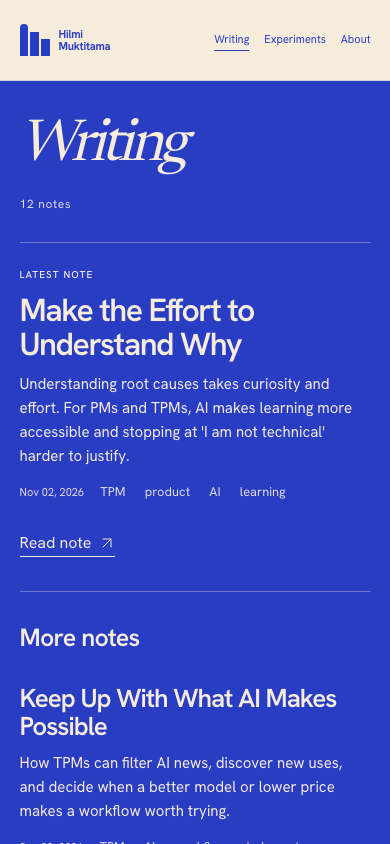 Hilmi
Muktitama
Writing Experiments About
Writing
12 notes
LATEST NOTE
Make the Effort to
Understand Why
Understanding root causes takes curiosity and
effort. For PMs and TPMs, AI makes learning more
accessible and stopping at 'I am not technical'
harder to justify.
Nov 02, 2026 TPM product AI learning
Read note
More notes
Keep Up With What AI Makes
Possible
How TPMs can filter AI news, discover new uses,
and decide when a better model or lower price
makes a workflow worth trying.